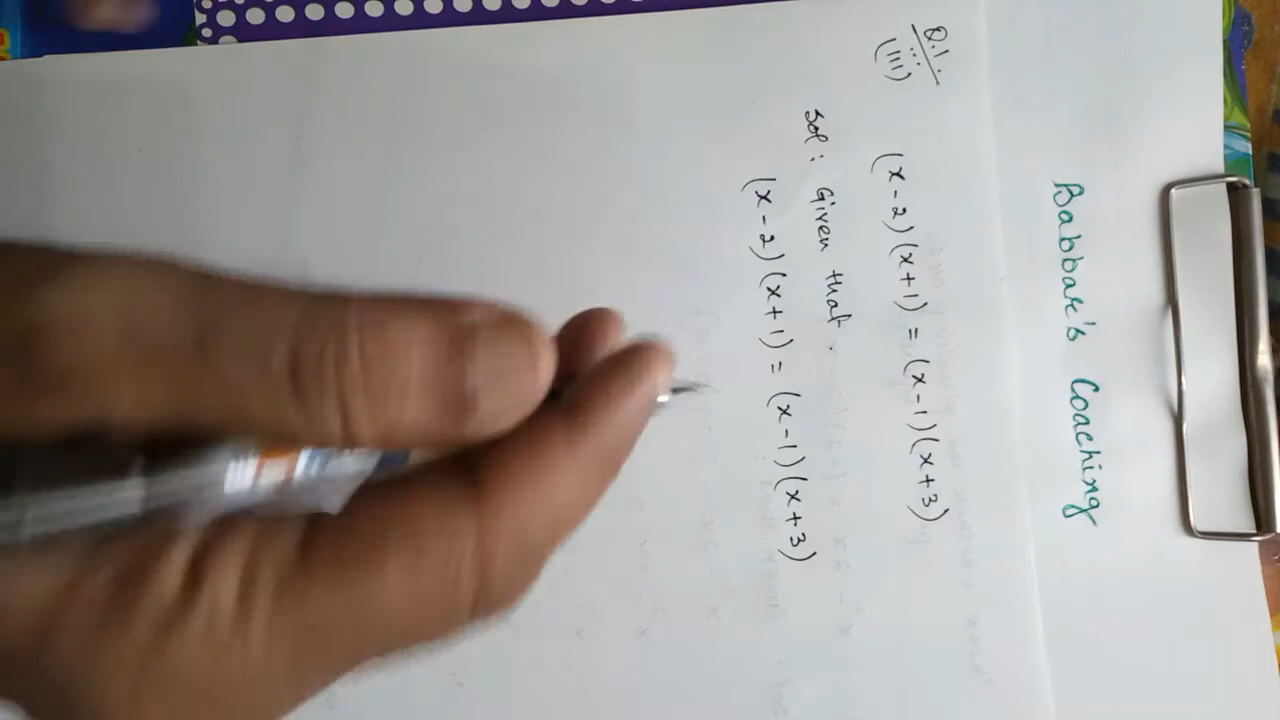 Babbar's Coaching
Q.1.
(iii) (x-2)(x+1) = (x-1)(x+3)
Sol: Given that.
(x-2)(x+1) = (x-1)(x+3)